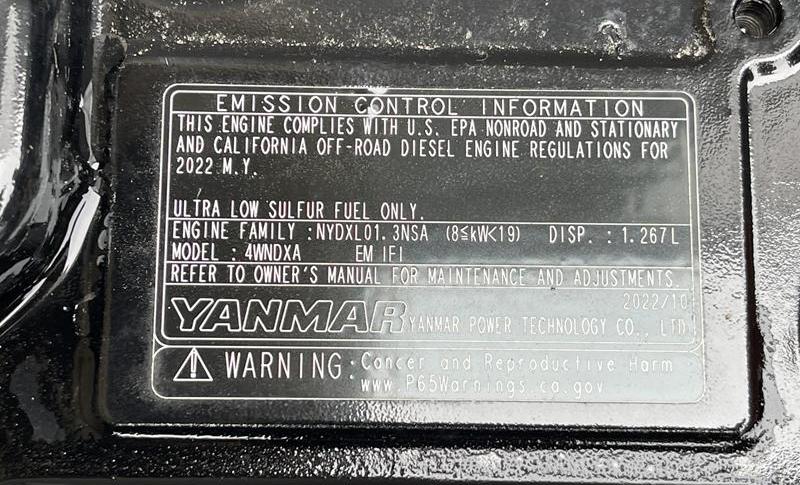 EMISSION CONTROL INFORMATION
THIS ENGINE COMPLIES WITH U.S. EPA NONROAD AND STATIONARY
AND CALIFORNIA OFF-ROAD DIESEL ENGINE REGULATIONS FOR
2022 M.Y.
ULTRA LOW SULFUR FUEL ONLY.
ENGINE FAMILY :NYDXL01.3NSA (8≦kW<19) DISP. : 1.267L
MODEL : 4WNDXA EM IFI
REFER TO OWNER'S MANUAL FOR MAINTENANCE AND ADJUSTMENTS.
2022/10
YANMAR YANMAR POWER TECHNOLOGY CO., LTD.
WARNING: Cancer and Reproductive Harm
www.P65Warnings.ca.gov